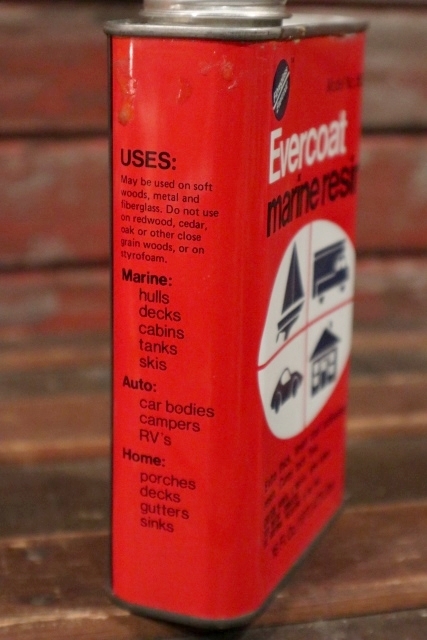 USES:
May be used on soft
woods, metal and
fiberglass. Do not use
on redwood, cedar,
oak or other close
grain woods, or on
styrofoam.
Marine:
hulls
decks
cabins
tanks
skis
Auto:
car bodies
campers
RV's
Home:
porches
decks
gutters
sinks
Evercoat
marine resin